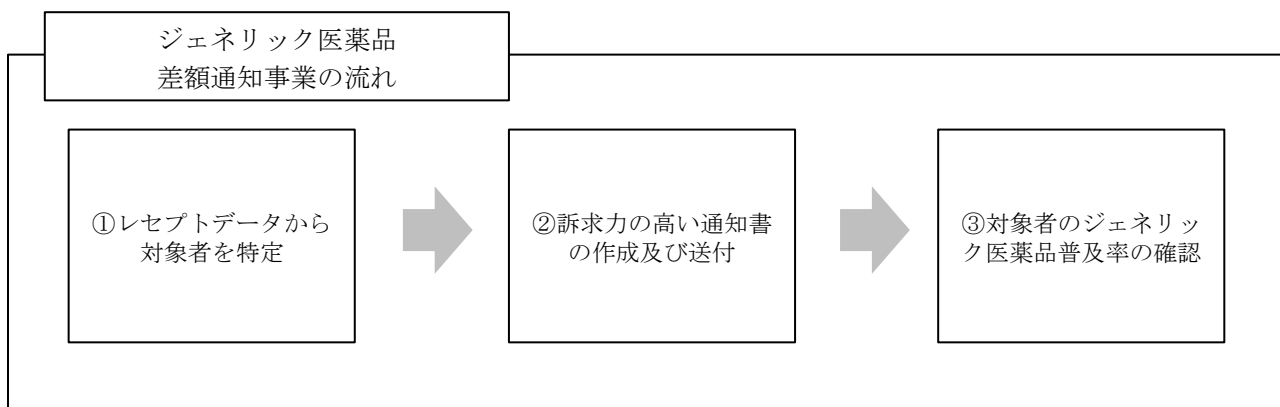 ジェネリック医薬品
差額通知事業の流れ
①レセプトデータから
対象者を特定
②訴求力の高い通知書
の作成及び送付
③対象者のジェネリッ
ク医薬品普及率の確認